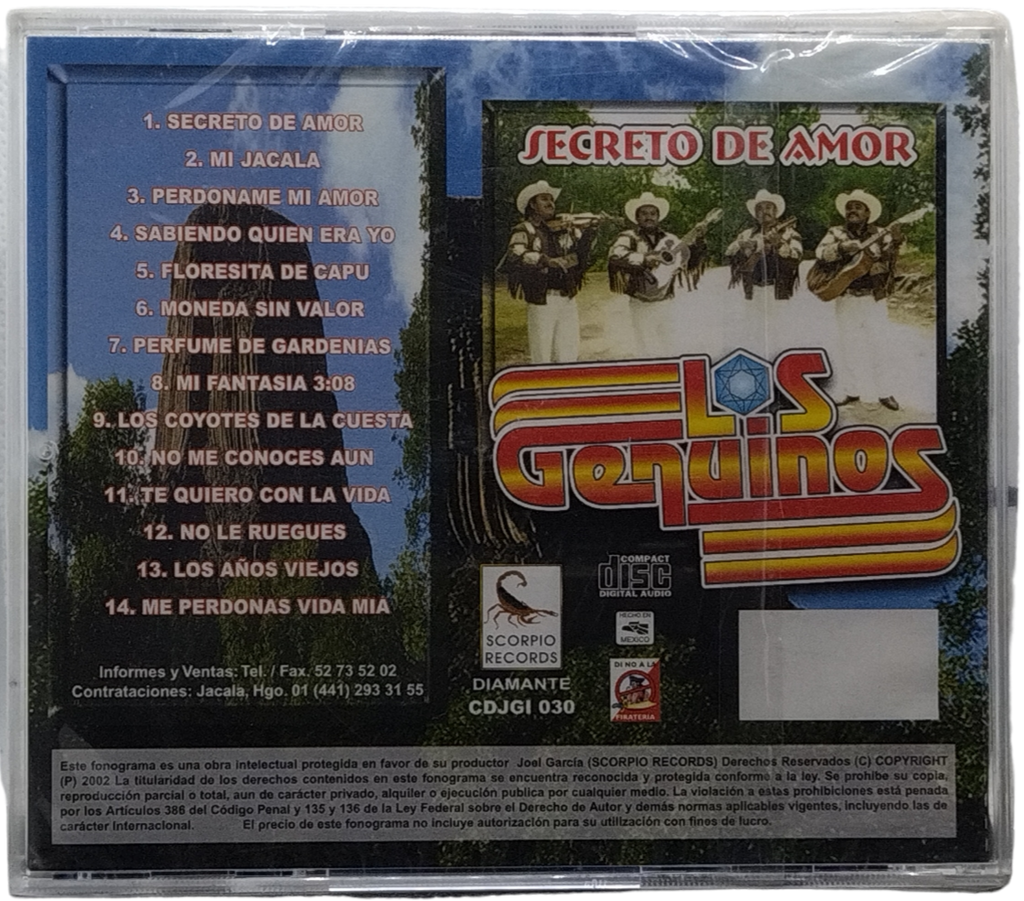 1. SECRETO DE AMOR
2. MI JACALA
3. PERDONAME MI AMOR
4. SABIENDO QUIEN ERA YO
5. FLORESITA DE CAPU
6. MONEDA SIN VALOR
7. PERFUME DE GARDENIAS
8. MI FANTASIA 3:08
9. LOS COYOTES DE LA CUESTA
10. NO ME CONOCES AUN
11. TE QUIERO CON LA VIDA
12. NO LE RUEGUES
13. LOS AÑOS VIEJOS
14. ME PERDONAS VIDA MIA
Informes y Ventas: Tel. / Fax. 52 73 52 02
Contrataciones: Jacala, Hgo. 01 (441) 293 31 55
SECRETO DE AMOR
LOS
GENUINOS
SCORPIO
RECORDS
DIAMANTE
CDJGI 030
COMPACT
disc
DIGITAL AUDIO
HECHO EN
MEXICO
DI NO A LA
PIRATERIA
Este fonograma es una obra intelectual protegida en favor de su productor Joel García (SCORPIO RECORDS) Derechos Reservados (C) COPYRIGHT
(P) 2002 La titularidad de los derechos contenidos en este fonograma se encuentra reconocida y protegida conforme a la ley. Se prohibe su copia,
reproducción parcial o total, aun de carácter privado, alquiler o ejecución publica por cualquier medio. La violación a estas prohibiciones está penada
por los Artículos 386 del Código Penal y 135 y 136 de la Ley Federal sobre el Derecho de Autor y demás normas aplicables vigentes, incluyendo las de
carácter Internacional. El precio de este fonograma no incluye autorización para su utilización con fines de lucro.